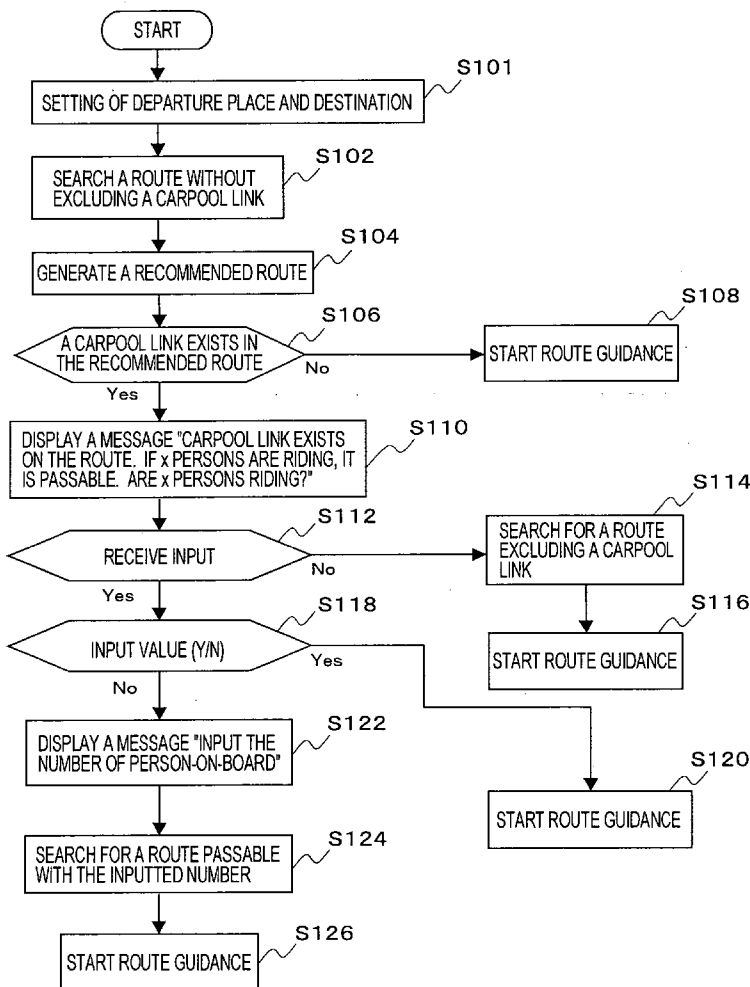 START
S101
SETTING OF DEPARTURE PLACE AND DESTINATION
S102
SEARCH A ROUTE WITHOUT
EXCLUDING A CARPOOL LINK
S104
GENERATE A RECOMMENDED ROUTE
S106
A CARPOOL LINK EXISTS IN
THE RECOMMENDED ROUTE
No
Yes
S108
START ROUTE GUIDANCE
S110
DISPLAY A MESSAGE "CARPOOL LINK EXISTS
ON THE ROUTE. IF x PERSONS ARE RIDING, IT
IS PASSABLE. ARE x PERSONS RIDING?"
S112
RECEIVE INPUT
No
Yes
S114
SEARCH FOR A ROUTE
EXCLUDING A CARPOOL
LINK
S116
START ROUTE GUIDANCE
S118
INPUT VALUE (Y/N)
Yes
No
S120
START ROUTE GUIDANCE
S122
DISPLAY A MESSAGE "INPUT THE
NUMBER OF PERSON-ON-BOARD"
S124
SEARCH FOR A ROUTE PASSABLE
WITH THE INPUTTED NUMBER
S126
START ROUTE GUIDANCE